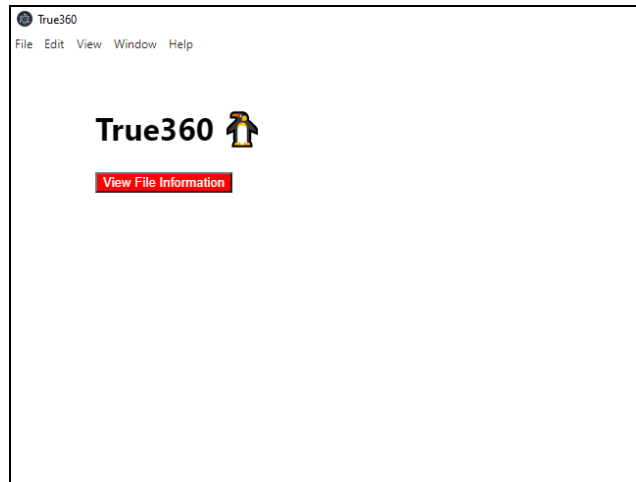 True360
File Edit View Window Help
True360 🐧
View File Information